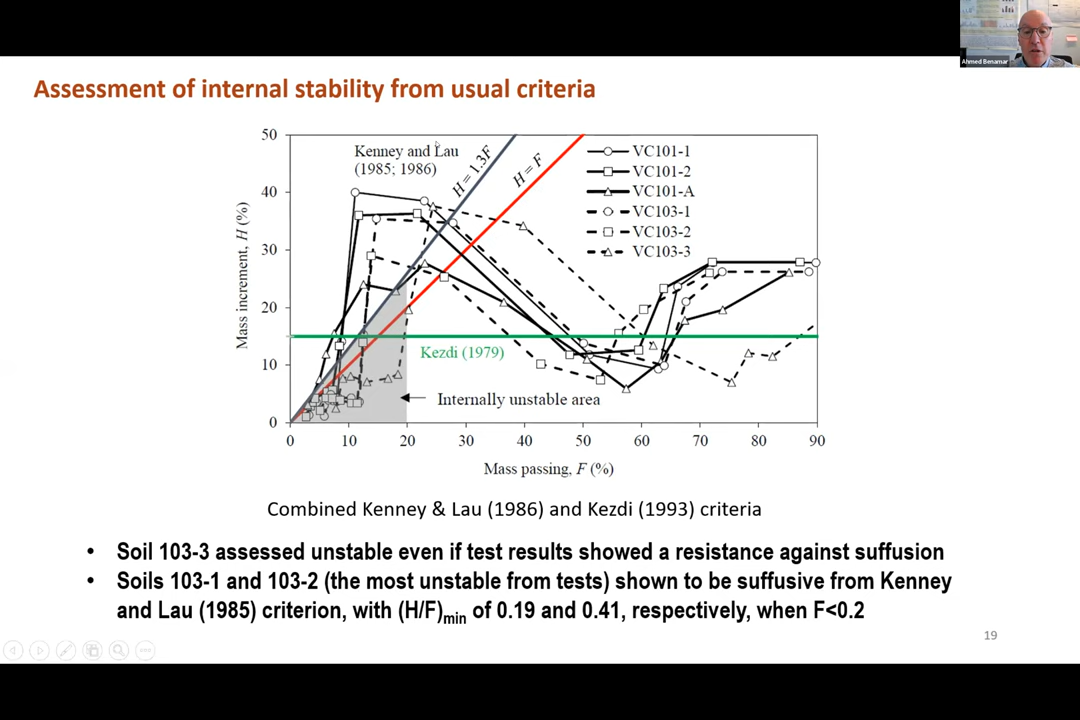 Ahmed Benamar
Assessment of internal stability from usual criteria
50
40
30
20
10
0
Mass increment, H (%)
Kenney and Lau
(1985; 1986)
H = 1.3F
H = F
VC101-1
VC101-2
VC101-A
VC103-1
VC103-2
VC103-3
Kezdi (1979)
Internally unstable area
0 10 20 30 40 50 60 70 80 90
Mass passing, F (%)
Combined Kenney & Lau (1986) and Kezdi (1993) criteria
• Soil 103-3 assessed unstable even if test results showed a resistance against suffusion
• Soils 103-1 and 103-2 (the most unstable from tests) shown to be suffusive from Kenney
and Lau (1985) criterion, with (H/F)min of 0.19 and 0.41, respectively, when F<0.2
19